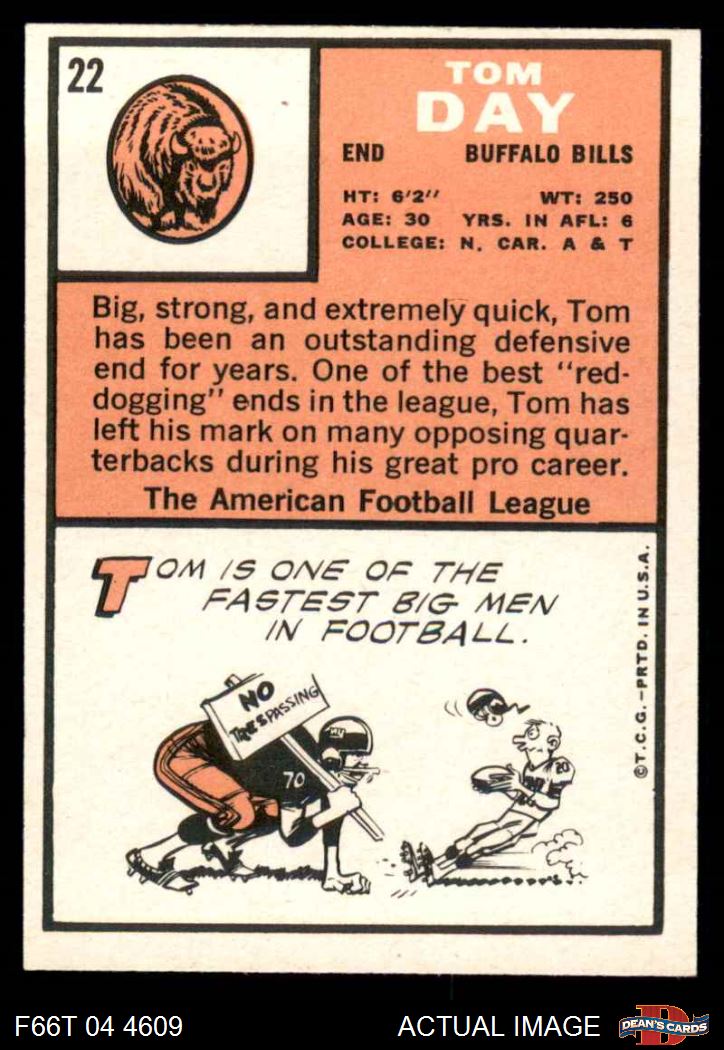 22
TOM
DAY
END BUFFALO BILLS
HT: 6'2" WT: 250
AGE: 30 YRS. IN AFL: 6
COLLEGE: N. CAR. A & T
Big, strong, and extremely quick, Tom
has been an outstanding defensive
end for years. One of the best "red-
dogging" ends in the league, Tom has
left his mark on many opposing quar-
terbacks during his great pro career.
The American Football League
TOM IS ONE OF THE
FASTEST BIG MEN
IN FOOTBALL.
NO
TRESPASSING
NY
70
20
©T.C.G.–PRTD. IN U.S.A.
F66T 04 4609 ACTUAL IMAGE
D
DEAN'S CARDS